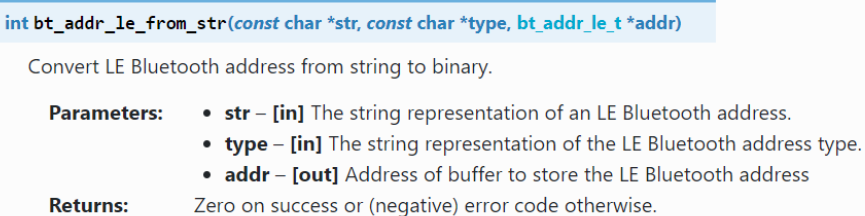 int bt_addr_le_from_str(const char *str, const char *type, bt_addr_le_t *addr)
Convert LE Bluetooth address from string to binary.
Parameters:
• str – [in] The string representation of an LE Bluetooth address.
• type – [in] The string representation of the LE Bluetooth address type.
• addr – [out] Address of buffer to store the LE Bluetooth address
Returns: Zero on success or (negative) error code otherwise.